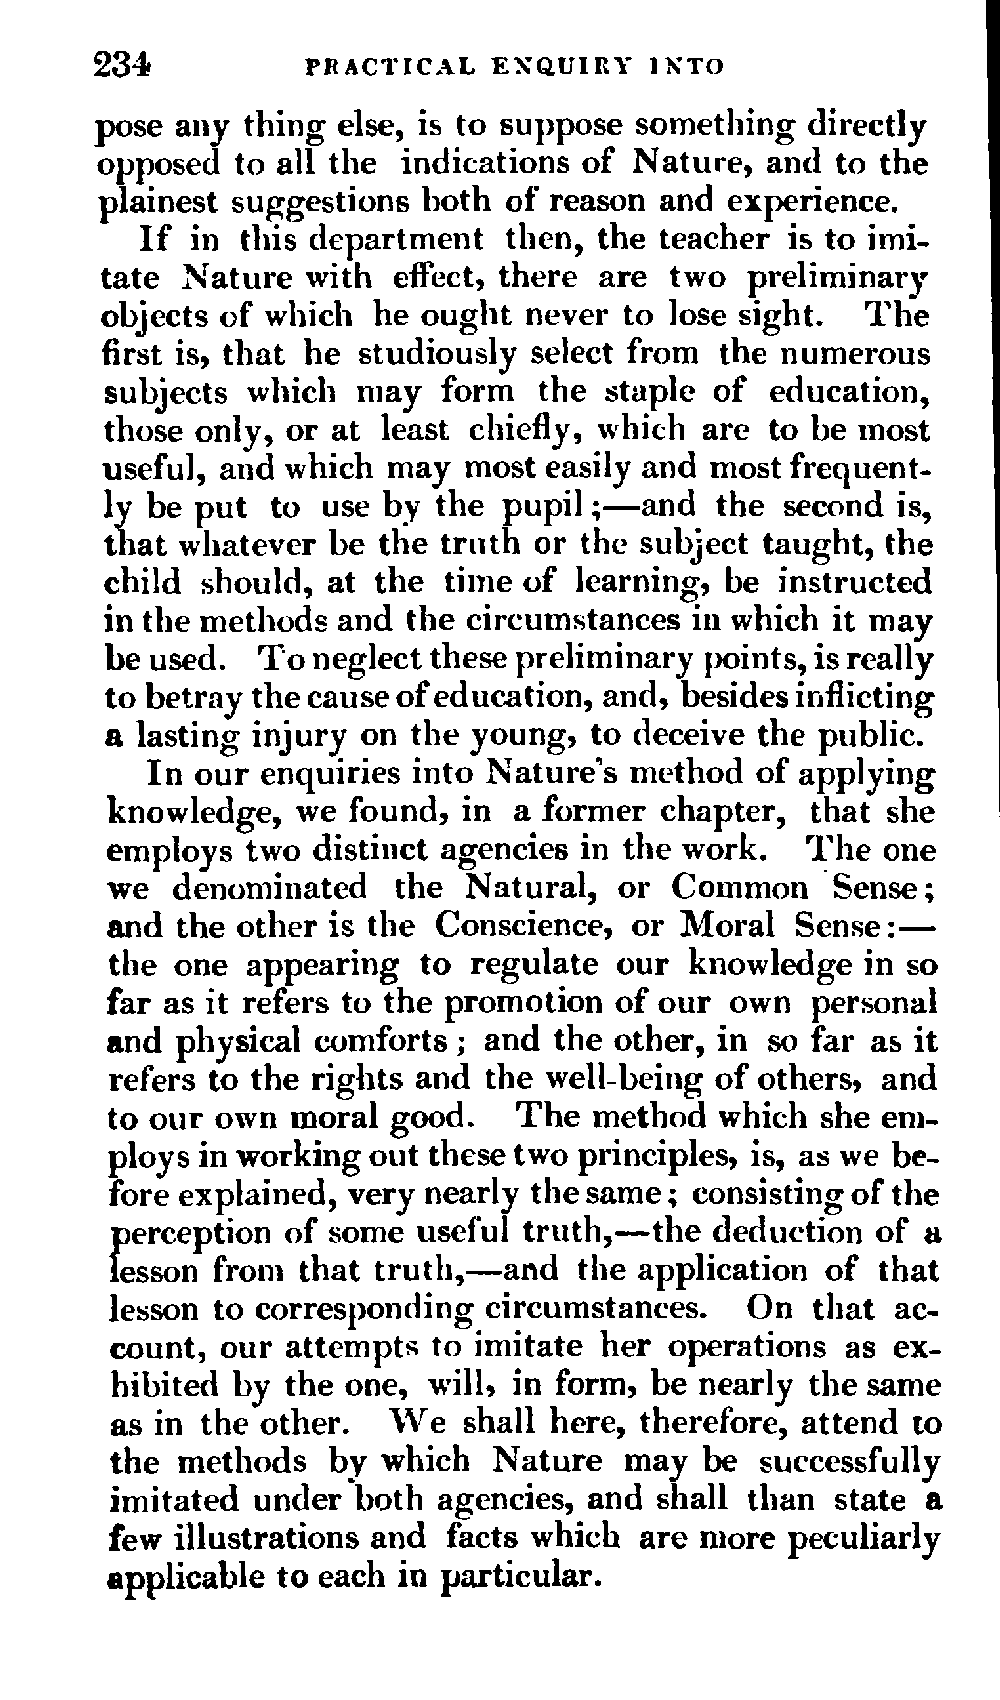 234 PRACTICAL ENQUIRY INTO
pose any thing else, is to suppose something directly
opposed to all the indications of Nature, and to the
plainest suggestions both of reason and experience.
If in this department then, the teacher is to imi-
tate Nature with effect, there are two preliminary
objects of which he ought never to lose sight. The
first is, that he studiously select from the numerous
subjects which may form the staple of education,
those only, or at least chiefly, which are to be most
useful, and which may most easily and most frequent-
ly be put to use by the pupil;—and the second is,
that whatever be the truth or the subject taught, the
child should, at the time of learning, be instructed
in the methods and the circumstances in which it may
be used. To neglect these preliminary points, is really
to betray the cause of education, and, besides inflicting
a lasting injury on the young, to deceive the public.
In our enquiries into Nature's method of applying
knowledge, we found, in a former chapter, that she
employs two distinct agencies in the work. The one
we denominated the Natural, or Common Sense;
and the other is the Conscience, or Moral Sense:—
the one appearing to regulate our knowledge in so
far as it refers to the promotion of our own personal
and physical comforts; and the other, in so far as it
refers to the rights and the well-being of others, and
to our own moral good. The method which she em-
ploys in working out these two principles, is, as we be-
fore explained, very nearly the same; consisting of the
perception of some useful truth,—the deduction of a
lesson from that truth,—and the application of that
lesson to corresponding circumstances. On that ac-
count, our attempts to imitate her operations as ex-
hibited by the one, will, in form, be nearly the same
as in the other. We shall here, therefore, attend to
the methods by which Nature may be successfully
imitated under both agencies, and shall than state a
few illustrations and facts which are more peculiarly
applicable to each in particular.